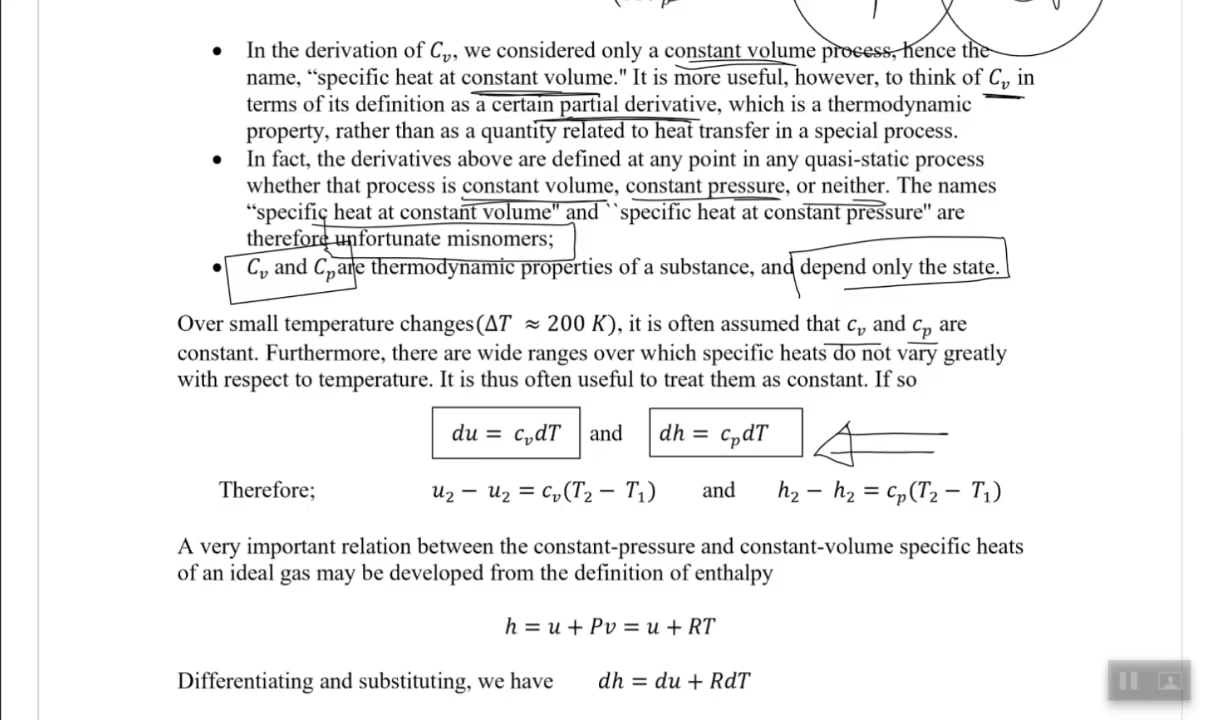 • In the derivation of Cᵥ, we considered only a constant volume process, hence the
name, “specific heat at constant volume." It is more useful, however, to think of Cᵥ in
terms of its definition as a certain partial derivative, which is a thermodynamic
property, rather than as a quantity related to heat transfer in a special process.
• In fact, the derivatives above are defined at any point in any quasi-static process
whether that process is constant volume, constant pressure, or neither. The names
“specific heat at constant volume" and ``specific heat at constant pressure" are
therefore unfortunate misnomers;
• Cᵥ and Cₚare thermodynamic properties of a substance, and depend only the state.
Over small temperature changes(ΔT ≈ 200 K), it is often assumed that cᵥ and cₚ are
constant. Furthermore, there are wide ranges over which specific heats do not vary greatly
with respect to temperature. It is thus often useful to treat them as constant. If so
du = cᵥdT and dh = cₚdT
Therefore; u₂ − u₂ = cᵥ(T₂ − T₁) and h₂ − h₂ = cₚ(T₂ − T₁)
A very important relation between the constant-pressure and constant-volume specific heats
of an ideal gas may be developed from the definition of enthalpy
h = u + Pv = u + RT
Differentiating and substituting, we have dh = du + RdT